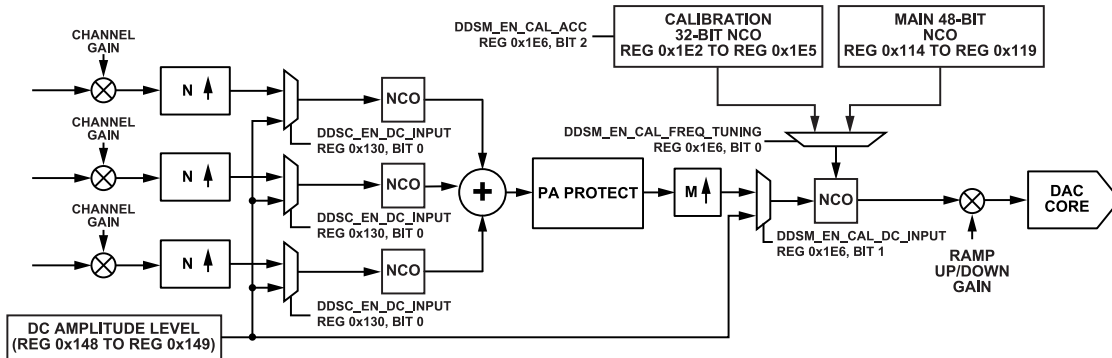 CHANNEL
GAIN
N
NCO
DDSC_EN_DC_INPUT
REG 0x130, BIT 0
CHANNEL
GAIN
N
NCO
DDSC_EN_DC_INPUT
REG 0x130, BIT 0
CHANNEL
GAIN
N
NCO
DDSC_EN_DC_INPUT
REG 0x130, BIT 0
DC AMPLITUDE LEVEL
(REG 0x148 TO REG 0x149)
+
PA PROTECT
M
DDSM_EN_CAL_ACC
REG 0x1E6, BIT 2
CALIBRATION
32-BIT NCO
REG 0x1E2 TO REG 0x1E5
MAIN 48-BIT
NCO
REG 0x114 TO REG 0x119
DDSM_EN_CAL_FREQ_TUNING
REG 0x1E6, BIT 0
NCO
DDSM_EN_CAL_DC_INPUT
REG 0x1E6, BIT 1
RAMP
UP/DOWN
GAIN
DAC
CORE